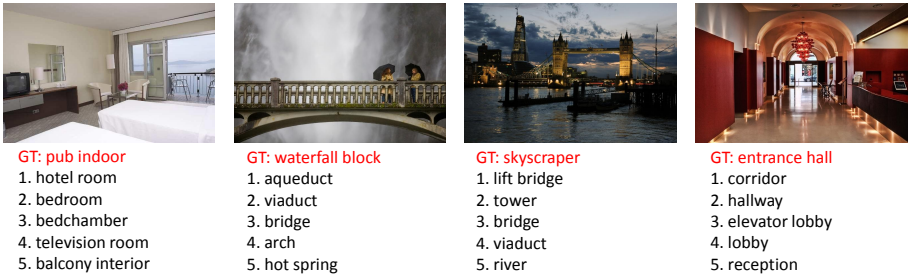 GT: pub indoor
1. hotel room
2. bedroom
3. bedchamber
4. television room
5. balcony interior
GT: waterfall block
1. aqueduct
2. viaduct
3. bridge
4. arch
5. hot spring
GT: skyscraper
1. lift bridge
2. tower
3. bridge
4. viaduct
5. river
GT: entrance hall
1. corridor
2. hallway
3. elevator lobby
4. lobby
5. reception